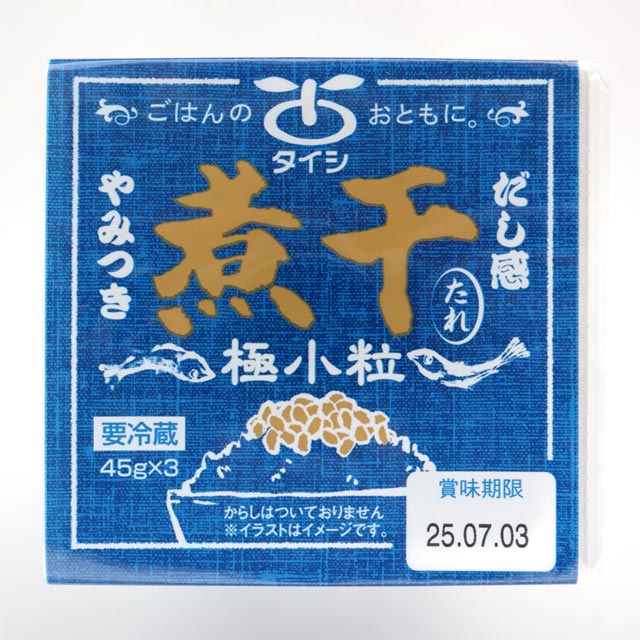 ごはんの
おともに。
タイシ
やみつき
煮干
だし感
たれ
極小粒
要冷蔵
45g×3
からしはついておりません
※イラストはイメージです。
賞味期限
25.07.03